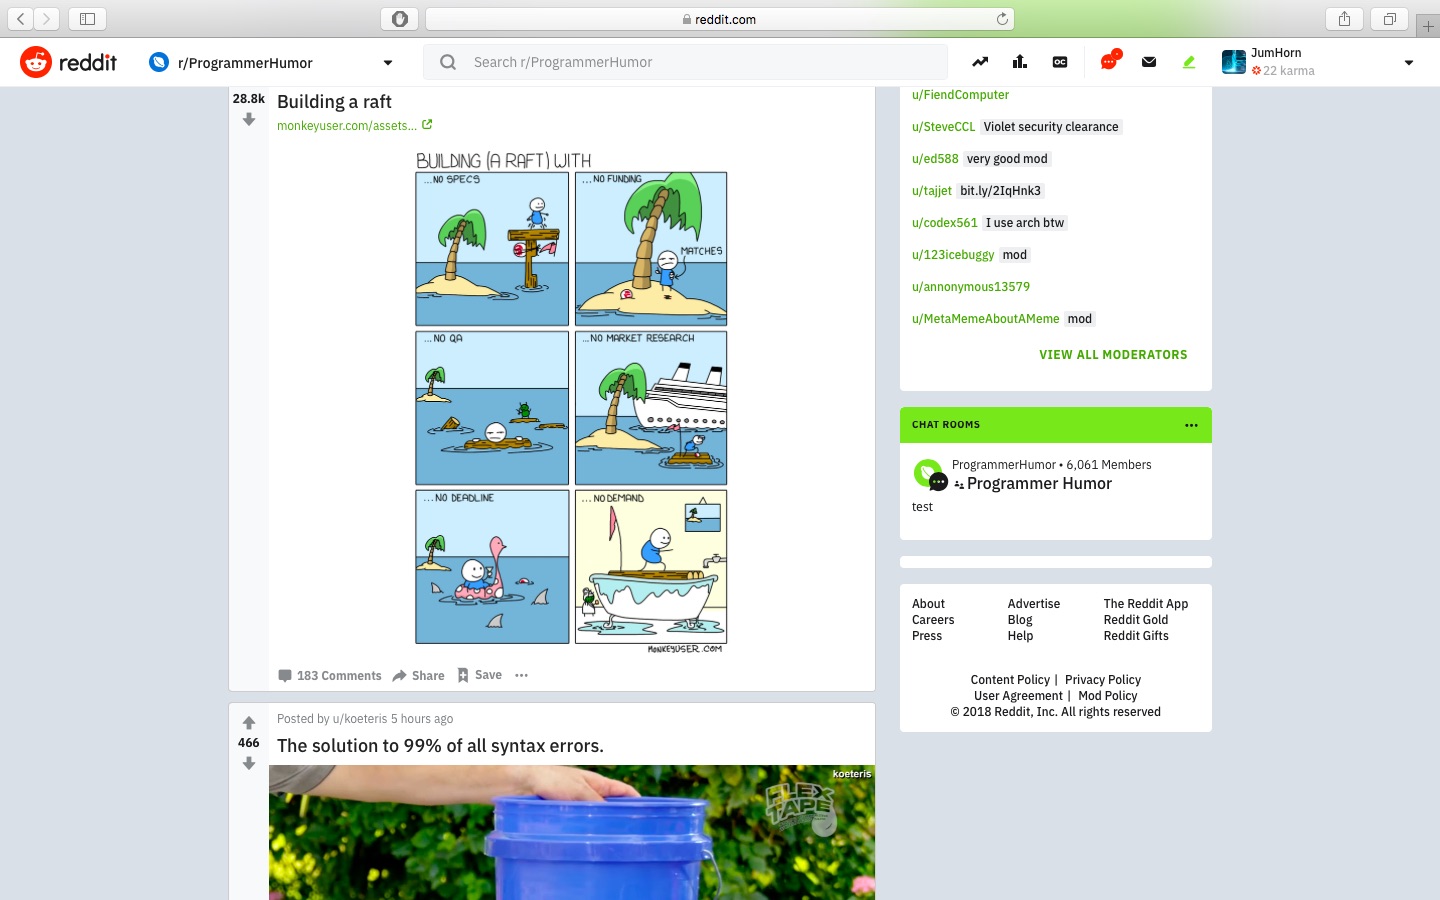 reddit.com
reddit
r/ProgrammerHumor
Search r/ProgrammerHumor
OC
JumHorn
22 karma
28.8k
Building a raft
monkeyuser.com/assets...
BUILDING (A RAFT) WITH
...NO SPECS
...NO FUNDING
MATCHES
...NO QA
...NO MARKET RESEARCH
...NO DEADLINE
...NO DEMAND
MONKEYUSER.COM
183 Comments
Share
Save
Posted by u/koeteris 5 hours ago
466
The solution to 99% of all syntax errors.
koeteris
FLEX
TAPE
u/FiendComputer
u/SteveCCL Violet security clearance
u/ed588 very good mod
u/tajjet bit.ly/2IqHnk3
u/codex561 I use arch btw
u/123icebuggy mod
u/annonymous13579
u/MetaMemeAboutAMeme mod
VIEW ALL MODERATORS
CHAT ROOMS
ProgrammerHumor • 6,061 Members
Programmer Humor
test
About
Careers
Press
Advertise
Blog
Help
The Reddit App
Reddit Gold
Reddit Gifts
Content Policy | Privacy Policy
User Agreement | Mod Policy
© 2018 Reddit, Inc. All rights reserved